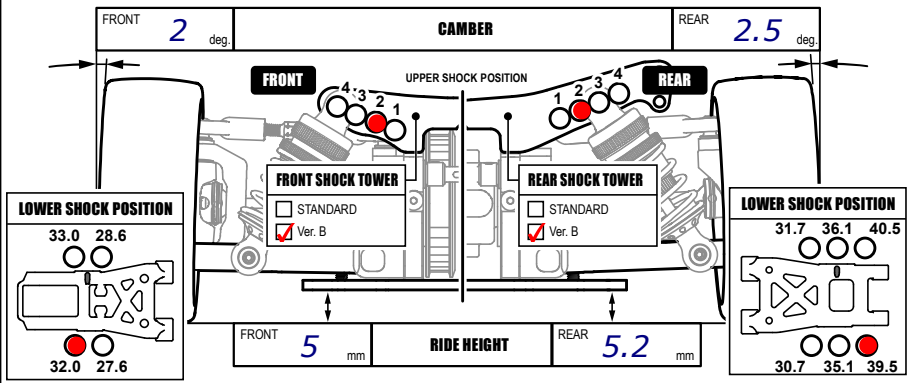 FRONT 2 deg. CAMBER REAR 2.5 deg.
FRONT UPPER SHOCK POSITION REAR
4 3 2 1 1 2 3 4
FRONT SHOCK TOWER
STANDARD
Ver. B
REAR SHOCK TOWER
STANDARD
Ver. B
LOWER SHOCK POSITION
33.0 28.6
32.0 27.6
LOWER SHOCK POSITION
31.7 36.1 40.5
30.7 35.1 39.5
FRONT 5 mm RIDE HEIGHT REAR 5.2 mm